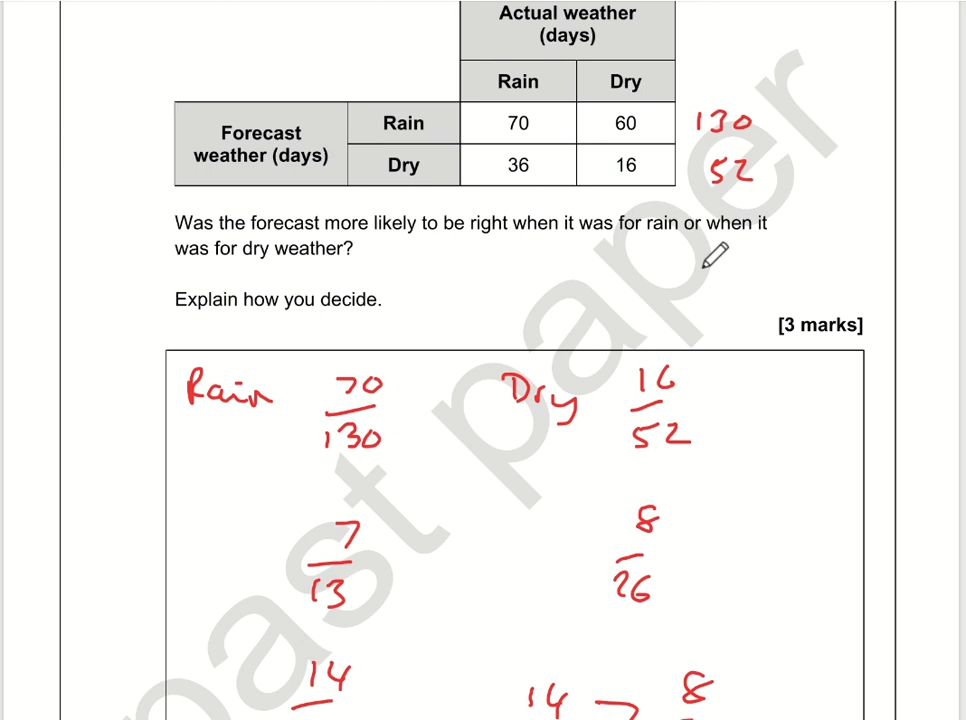 Actual weather
(days)
Rain Dry
Forecast
weather (days)
Rain 70 60 130
Dry 36 16 52
Was the forecast more likely to be right when it was for rain or when it
was for dry weather?
Explain how you decide.
[3 marks]
Rain 70/130 Dry 16/52
7/13 8/26
14 14 > 8
past paper